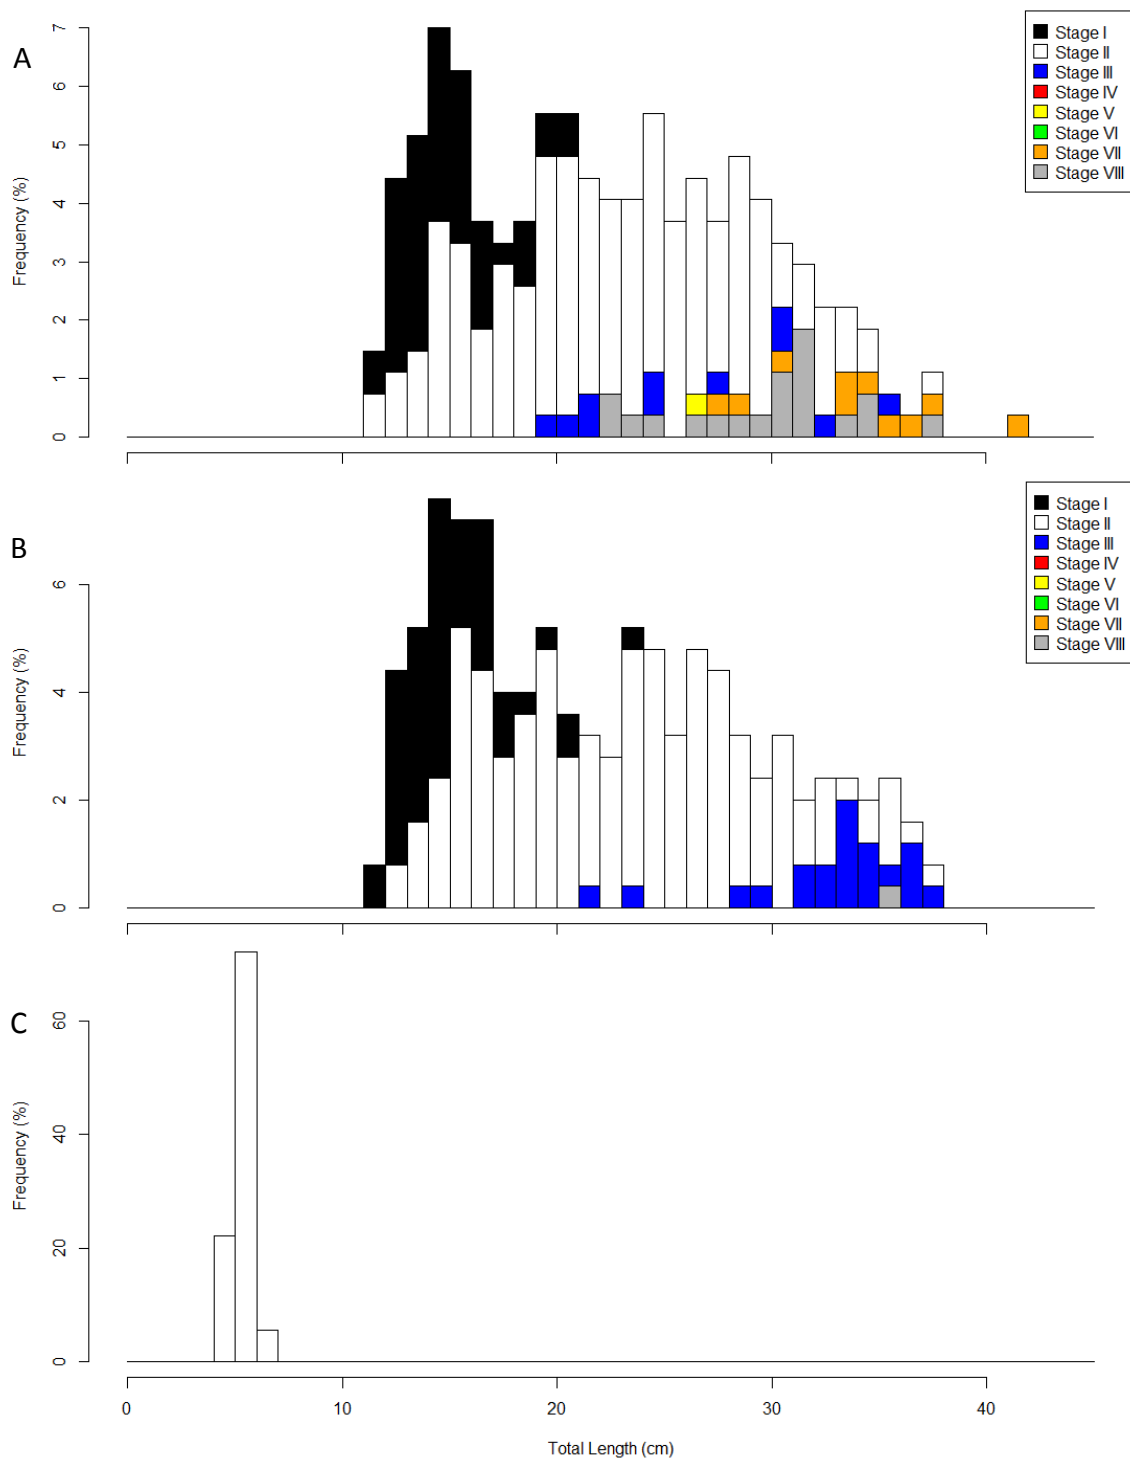 A
Frequency (%)
7
6
5
4
3
2
1
0
Stage I
Stage II
Stage III
Stage IV
Stage V
Stage VI
Stage VII
Stage VIII
B
Frequency (%)
6
4
2
0
Stage I
Stage II
Stage III
Stage IV
Stage V
Stage VI
Stage VII
Stage VIII
C
Frequency (%)
60
40
20
0
0 10 20 30 40
Total Length (cm)